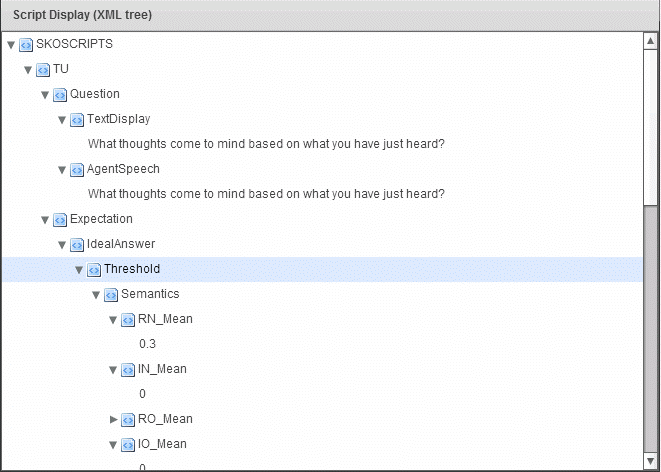 Script Display (XML tree)
SKOSCRIPTS
TU
Question
TextDisplay
What thoughts come to mind based on what you have just heard?
AgentSpeech
What thoughts come to mind based on what you have just heard?
Expectation
IdealAnswer
Threshold
Semantics
RN_Mean
0.3
IN_Mean
0
RO_Mean
IO_Mean
0